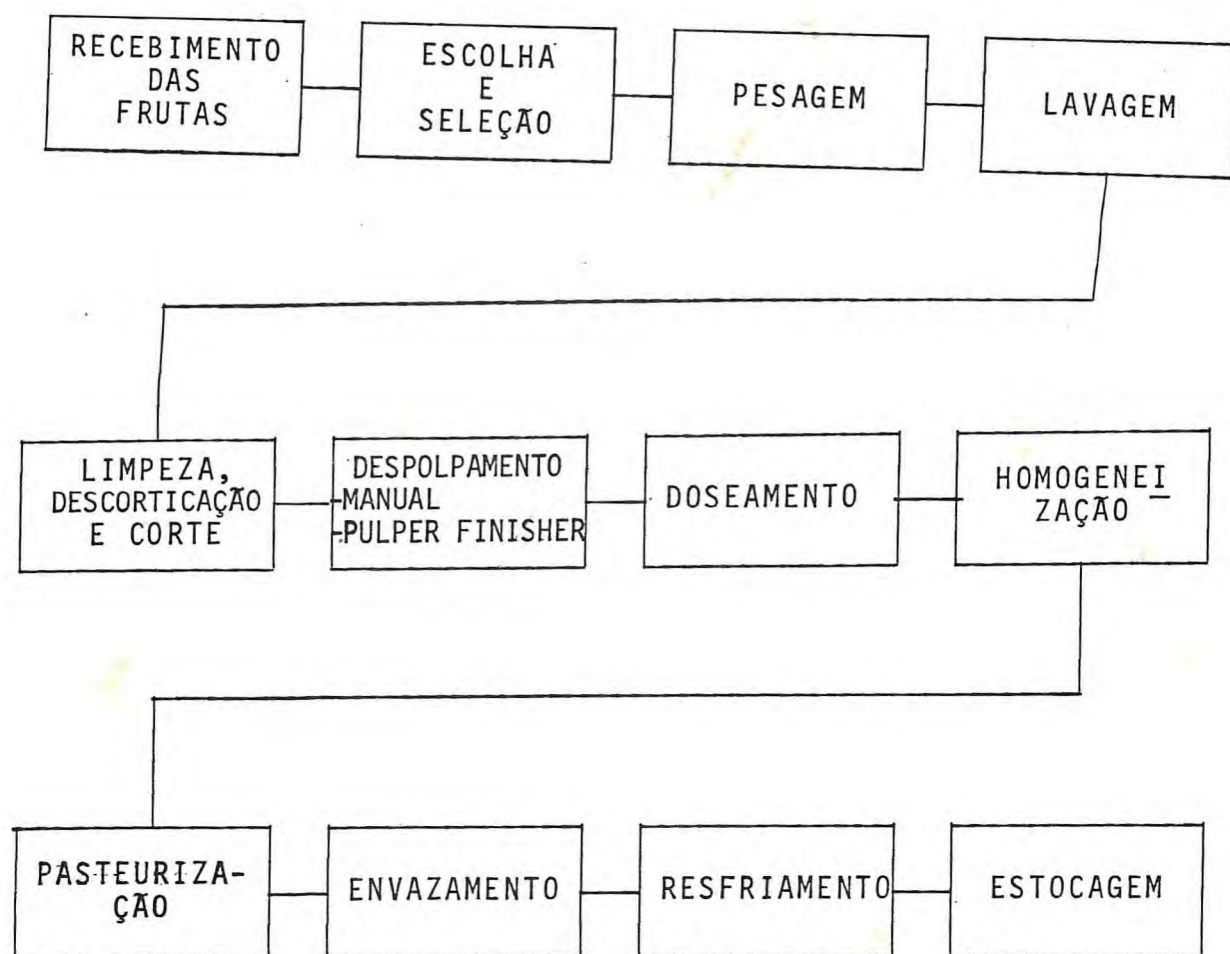 RECEBIMENTO
DAS
FRUTAS
ESCOLHA
E
SELEÇÃO
PESAGEM
LAVAGEM
LIMPEZA,
DESCORTICAÇÃO
E CORTE
DESPOLPAMENTO
-MANUAL
-PULPER FINISHER
DOSEAMENTO
HOMOGENEI
ZAÇÃO
PASTEURIZA-
ÇÃO
ENVAZAMENTO
RESFRIAMENTO
ESTOCAGEM